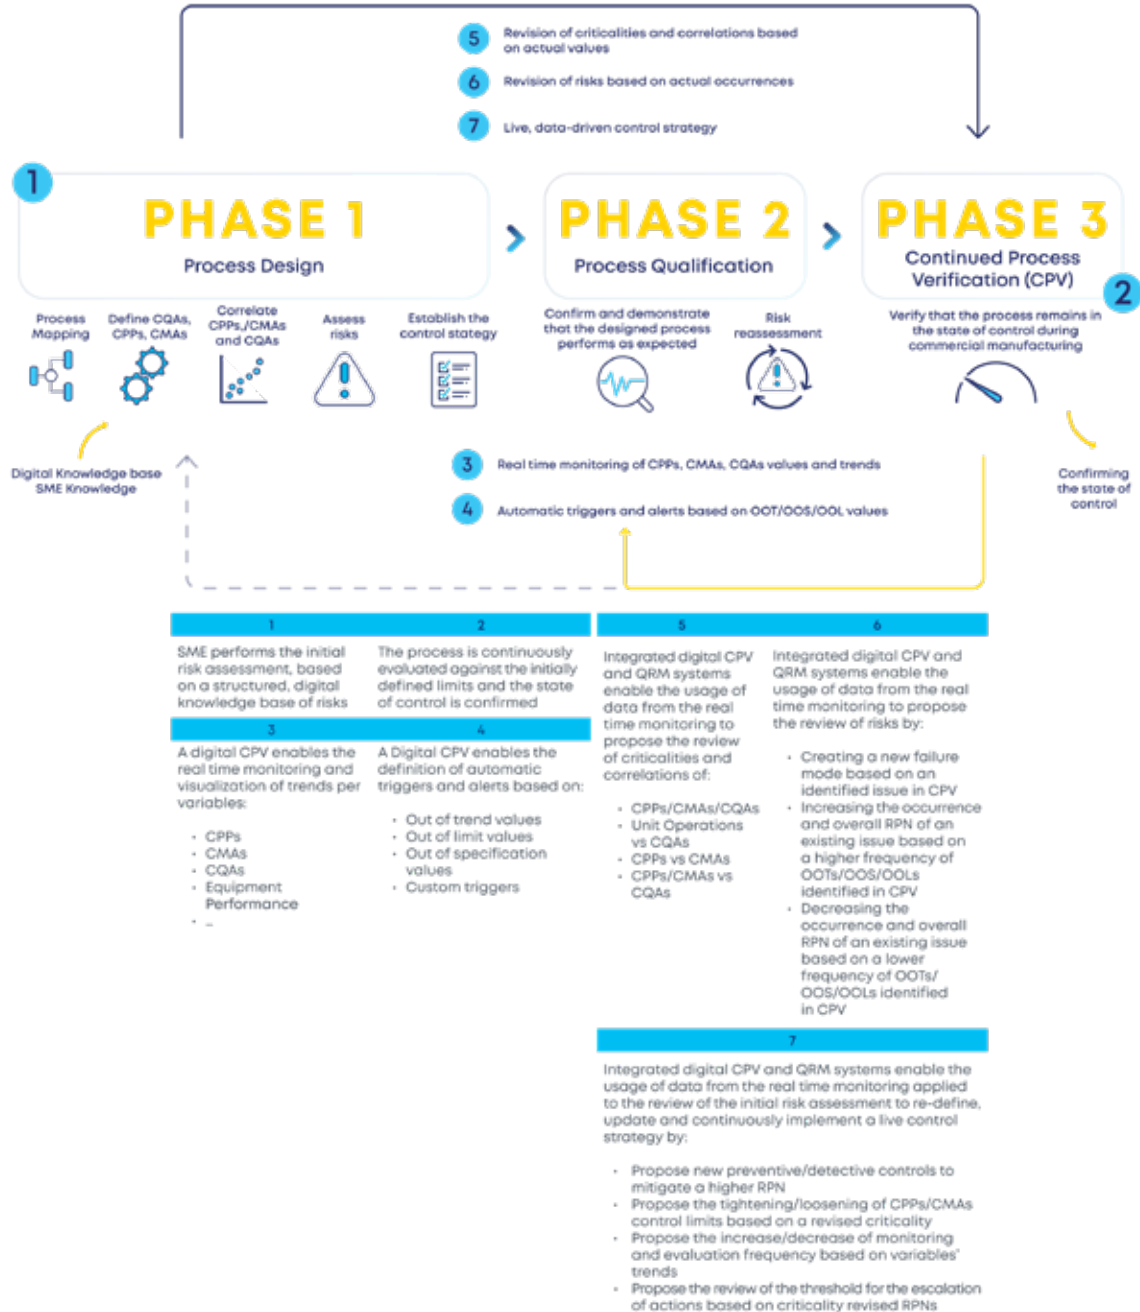 5
Revision of criticalities and correlations based
on actual values
6
Revision of risks based on actual occurrences
7
Live, data-driven control strategy
1
PHASE 1
Process Design
PHASE 2
Process Qualification
PHASE 3
Continued Process
Verification (CPV)
2
Process
Mapping
Define CQAs,
CPPs, CMAs
Correlate
CPPs,/CMAs
and CQAs
Assess
risks
Establish the
control stategy
Confirm and demonstrate
that the designed process
performs as expected
Risk
reassessment
Verify that the process remains in
the state of control during
commercial manufacturing
Digital Knowledge base
SME Knowledge
3
Real time monitoring of CPPs, CMAs, CQAs values and trends
4
Automatic triggers and alerts based on OOT/OOS/OOL values
Confirming
the state of
control
1
SME performs the initial
risk assessment, based
on a structured, digital
knowledge base of risks
2
The process is continuously
evaluated against the initially
defined limits and the state
of control is confirmed
3
A digital CPV enables the
real time monitoring and
visualization of trends per
variables:
• CPPs
• CMAs
• CQAs
• Equipment
Performance
• _
4
A Digital CPV enables the
definition of automatic
triggers and alerts based on:
• Out of trend values
• Out of limit values
• Out of specification
values
• Custom triggers
5
Integrated digital CPV
and QRM systems
enable the usage of
data from the real
time monitoring to
propose the review
of criticalities and
correlations of:
• CPPs/CMAs/CQAs
• Unit Operations
vs CQAs
• CPPs vs CMAs
• CPPs/CMAs vs
CQAs
6
Integrated digital CPV and
QRM systems enable the
usage of data from the real
time monitoring to propose
the review of risks by:
• Creating a new failure
mode based on an
identified issue in CPV
• Increasing the occurrence
and overall RPN of an
existing issue based on
a higher frequency of
OOTs/OOS/OOLs
identified in CPV
• Decreasing the
occurrence and overall
RPN of an existing issue
based on a lower
frequency of OOTs/
OOS/OOLs identified
in CPV
7
Integrated digital CPV and QRM systems enable the
usage of data from the real time monitoring applied
to the review of the initial risk assessment to re-define,
update and continuously implement a live control
strategy by:
• Propose new preventive/detective controls to
mitigate a higher RPN
• Propose the tightening/loosening of CPPs/CMAs
control limits based on a revised criticality
• Propose the increase/decrease of monitoring
and evaluation frequency based on variables'
trends
• Propose the review of the threshold for the escalation
of actions based on criticality revised RPNs